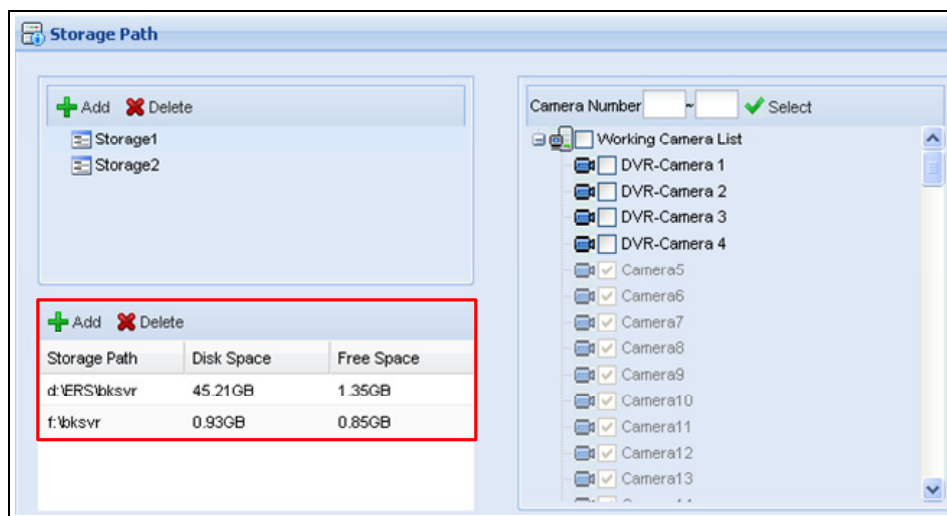 Storage Path
Add Delete
Storage1
Storage2
Add Delete
Storage Path Disk Space Free Space
d:\ERS\bksvr 45.21GB 1.35GB
f:\bksvr 0.93GB 0.85GB
Camera Number ~ Select
Working Camera List
DVR-Camera 1
DVR-Camera 2
DVR-Camera 3
DVR-Camera 4
Camera5
Camera6
Camera7
Camera8
Camera9
Camera10
Camera11
Camera12
Camera13